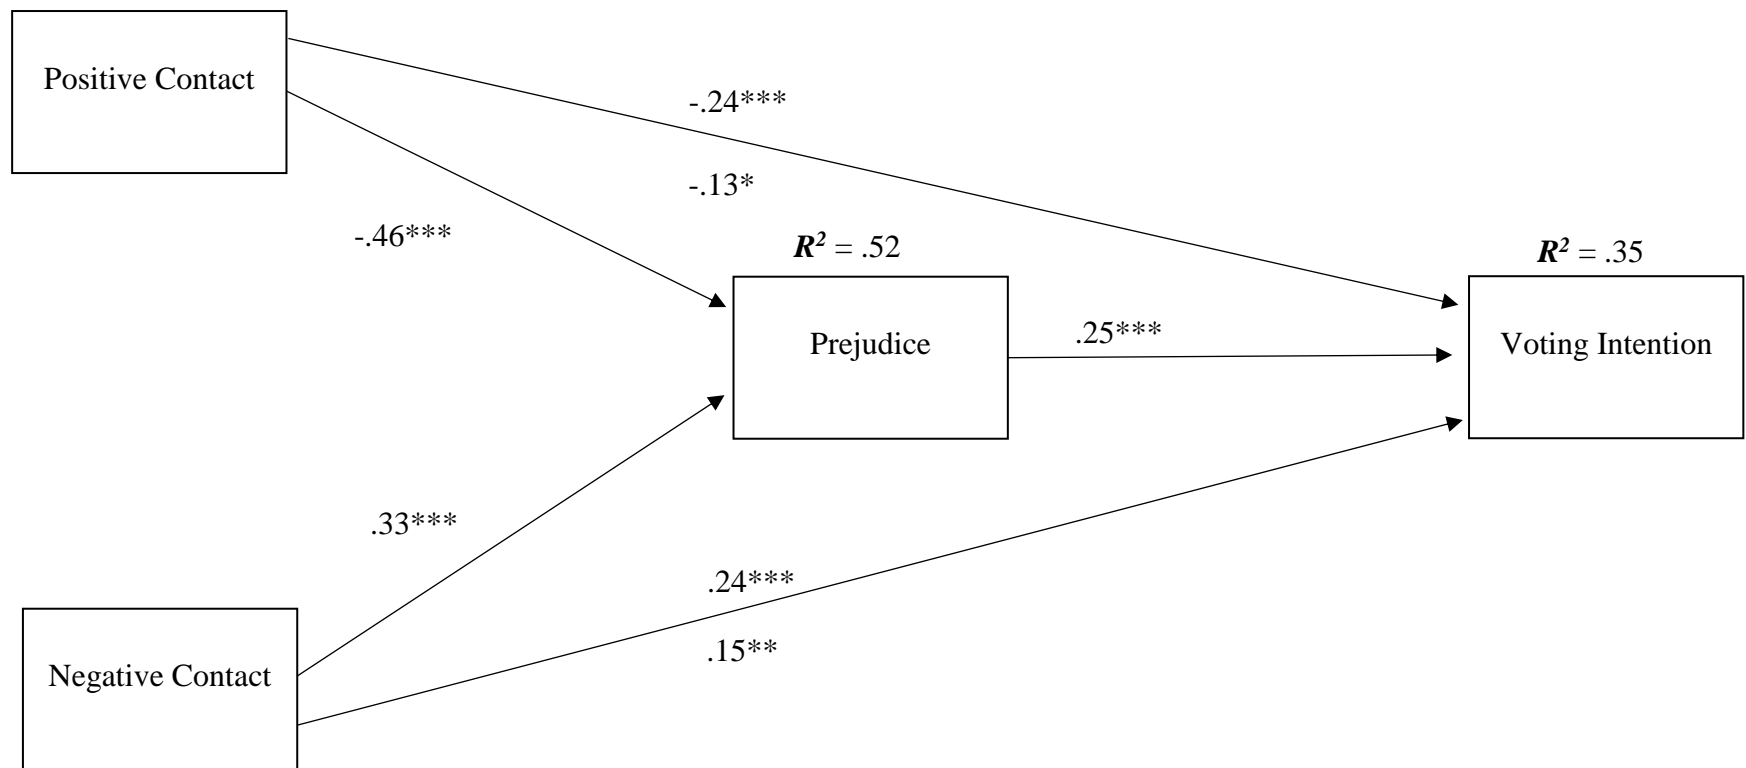 Positive Contact
-.24***
-.13*
-.46***
R² = .52
R² = .35
Prejudice
.25***
Voting Intention
.33***
.24***
.15**
Negative Contact